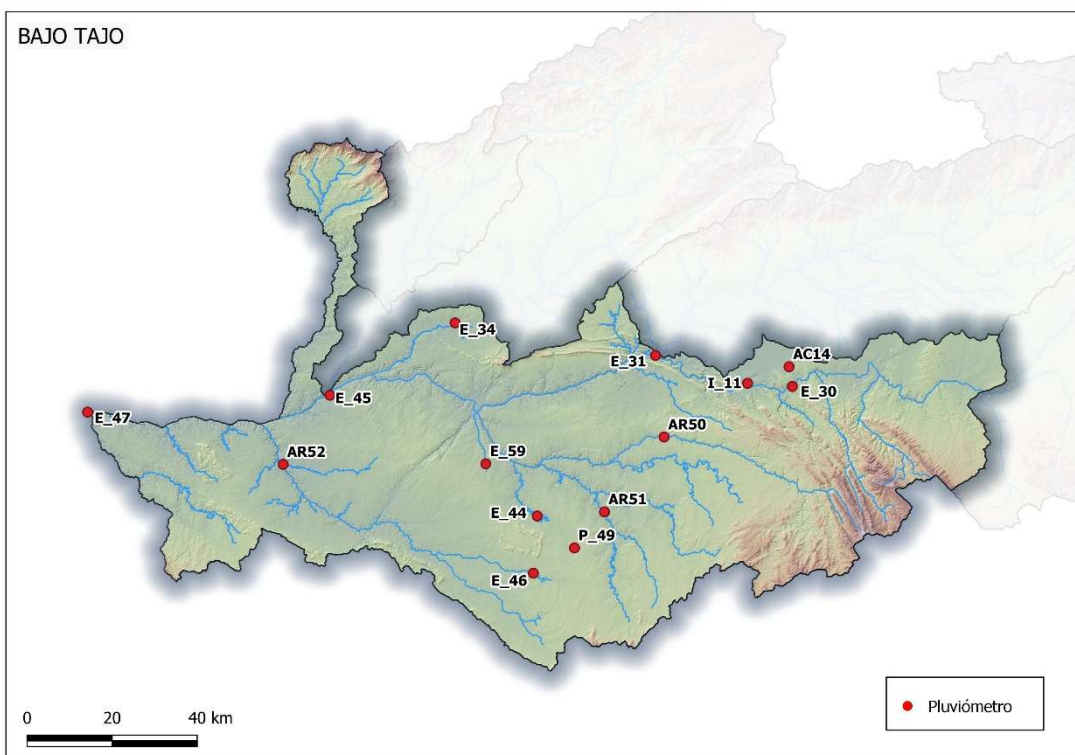 BAJO TAJO
E_34
E_31
AC14
I_11
E_30
E_45
E_47
AR50
AR52
E_59
AR51
E_44
P_49
E_46
0 20 40 km
Pluviómetro